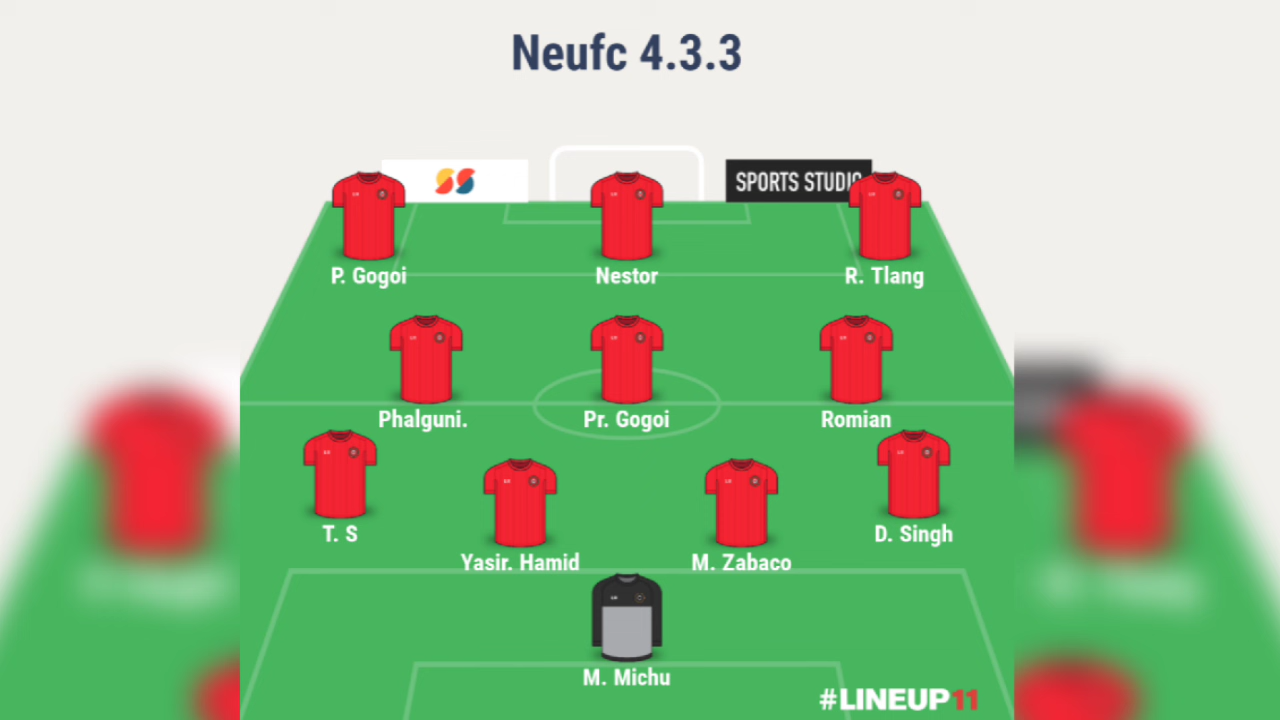 Neufc 4.3.3
SPORTS STUDIO
P. Gogoi
Nestor
R. Tlang
Phalguni.
Pr. Gogoi
Romian
T. S
D. Singh
Yasir. Hamid
M. Zabaco
M. Michu
#LINEUP11